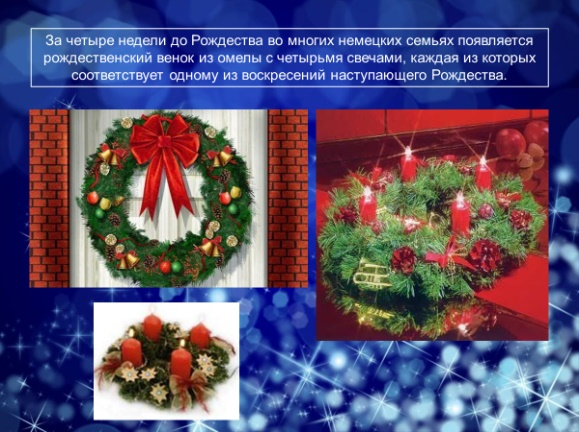 За четыре недели до Рождества во многих немецких семьях появляется
рождественский венок из омелы с четырьмя свечами, каждая из которых
соответствует одному из воскресений наступающего Рождества.